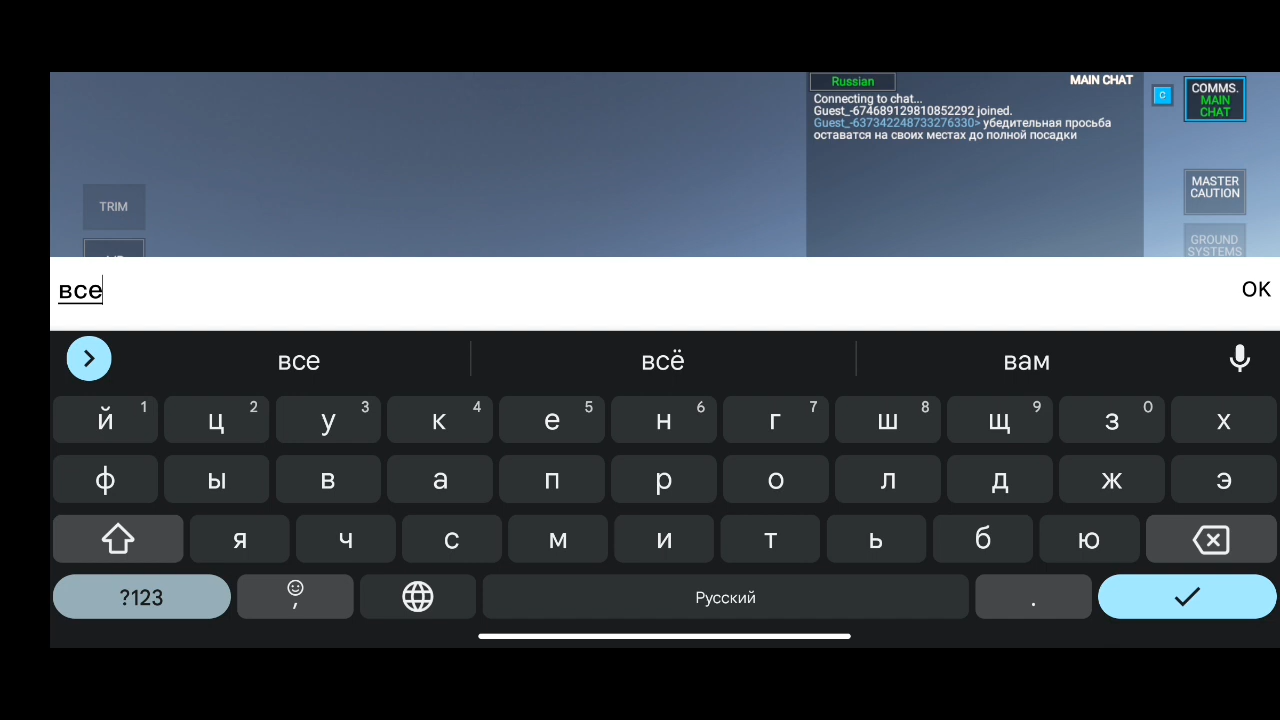 Russian
MAIN CHAT
Connecting to chat...
Guest_-674689129810852292 joined.
Guest_-637342248733276330> убедительная просьба
оставатся на своих местах до полной посадки
C
COMMS.
MAIN
CHAT
MASTER
CAUTION
GROUND
SYSTEMS
TRIM
все
OK
все
всё
вам
й 1 ц 2 у 3 к 4 е 5 н 6 г 7 ш 8 щ 9 з 0 х
ф ы в а п р о л д ж э
я ч с м и т ь б ю
?123 , Русский .